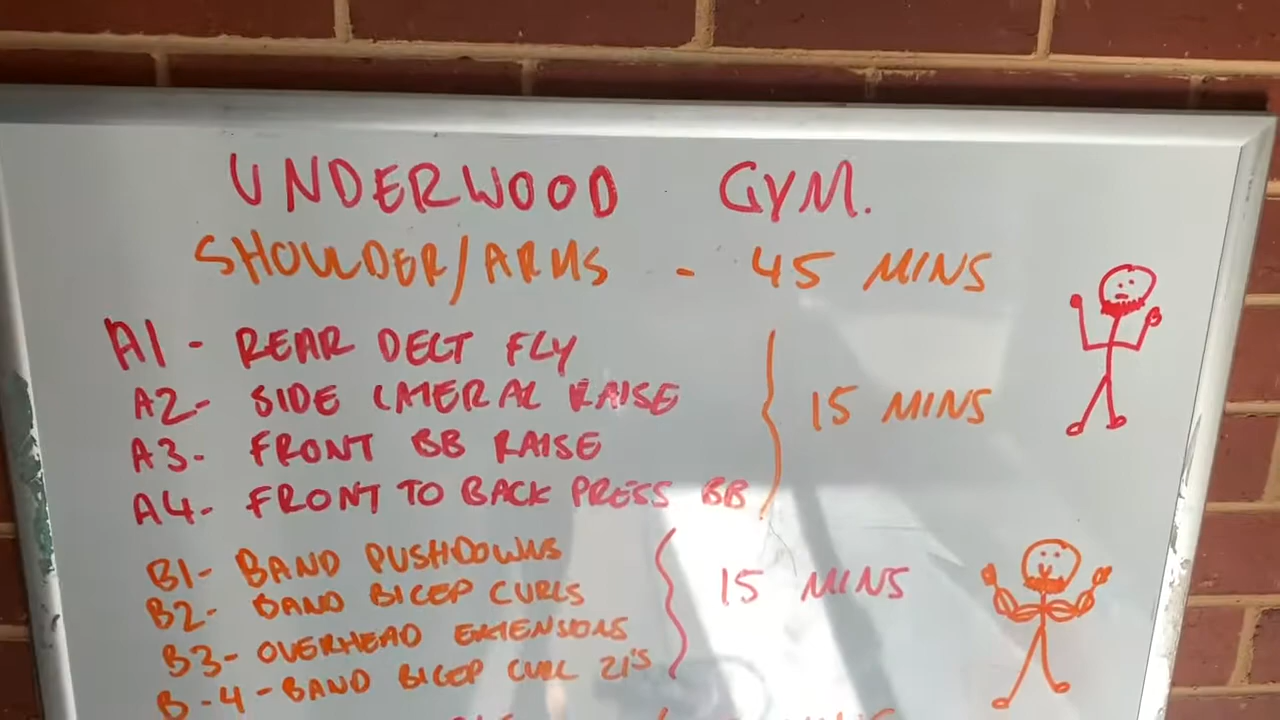 UNDERWOOD GYM.
SHOULDER/ARMS - 45 MINS
A1- REAR DELT FLY
A2- SIDE LATERAL RAISE
A3- FRONT BB RAISE
15 MINS
A4- FRONT TO BACK PRESS BB
B1- BAND PUSHDOWNS
B2- BAND BICEP CURLS
15 MINS
B3- OVERHEAD EXTENSIONS
B-4-BAND BICEP CURL 21'S